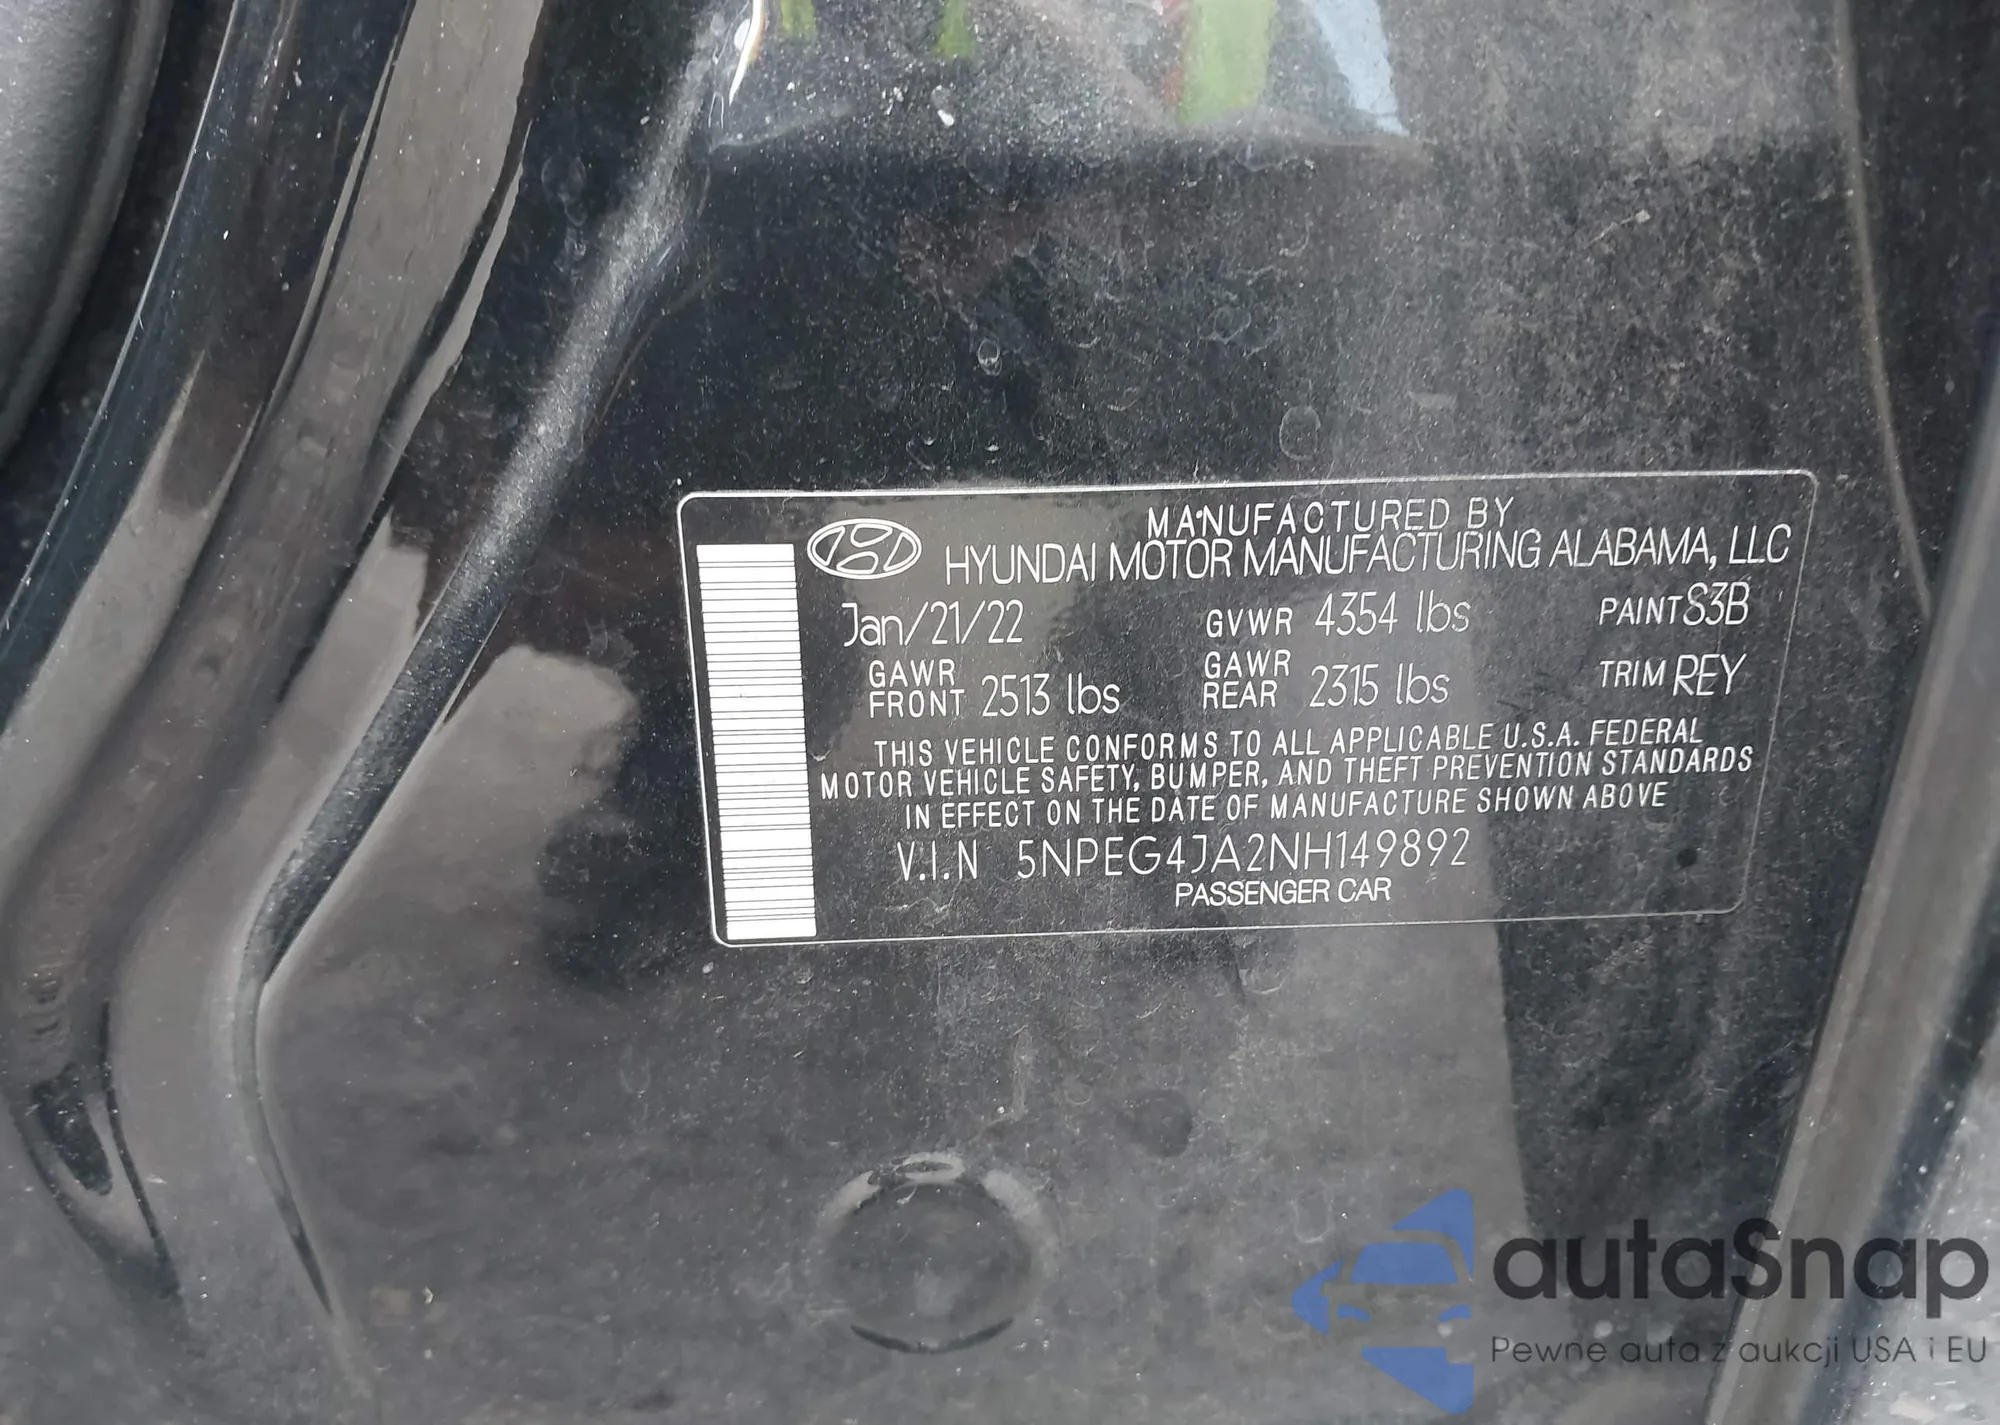 MANUFACTURED BY
HYUNDAI MOTOR MANUFACTURING ALABAMA, LLC
Jan/21/22 GVWR 4354 lbs PAINT S3B
GAWR FRONT 2513 lbs GAWR REAR 2315 lbs TRIM REY
THIS VEHICLE CONFORMS TO ALL APPLICABLE U.S.A. FEDERAL
MOTOR VEHICLE SAFETY, BUMPER, AND THEFT PREVENTION STANDARDS
IN EFFECT ON THE DATE OF MANUFACTURE SHOWN ABOVE
V.I.N 5NPEG4JA2NH149892
PASSENGER CAR
autaSnap
Pewne auta z aukcji USA i EU